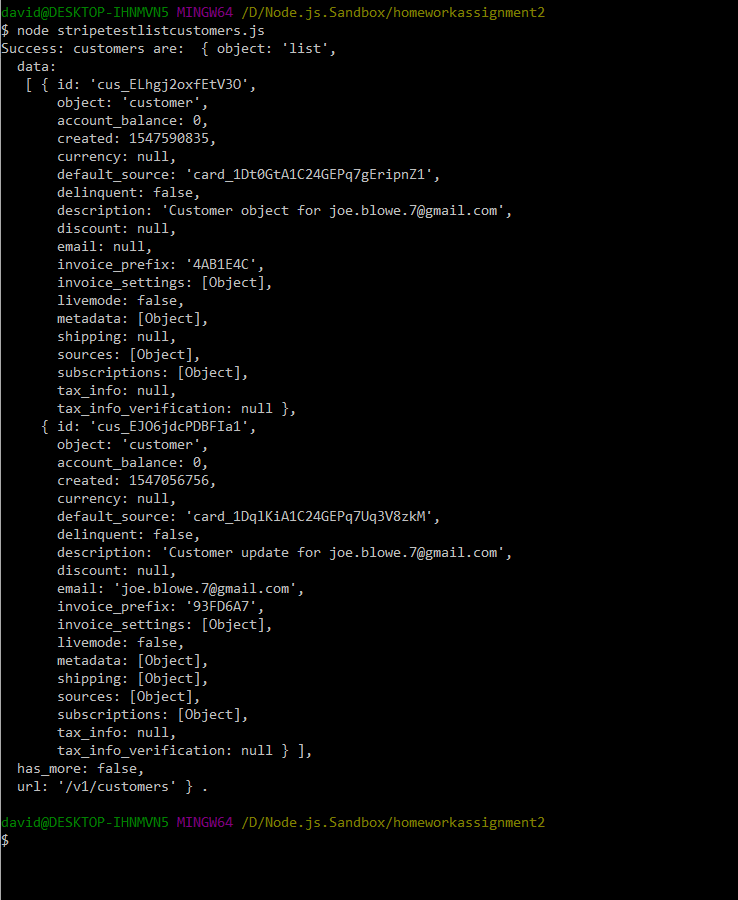 david@DESKTOP-IHNMVN5 MINGW64 /D/Node.js.Sandbox/homeworkassignment2
$ node stripetestlistcustomers.js
Success: customers are:  { object: 'list',
  data:
   [ { id: 'cus_ELhgj2oxfEtV3O',
       object: 'customer',
       account_balance: 0,
       created: 1547590835,
       currency: null,
       default_source: 'card_1Dt0GtA1C24GEPq7gEripnZ1',
       delinquent: false,
       description: 'Customer object for joe.blowe.7@gmail.com',
       discount: null,
       email: null,
       invoice_prefix: '4AB1E4C',
       invoice_settings: [Object],
       livemode: false,
       metadata: [Object],
       shipping: null,
       sources: [Object],
       subscriptions: [Object],
       tax_info: null,
       tax_info_verification: null },
     { id: 'cus_EJO6jdcPDBFIa1',
       object: 'customer',
       account_balance: 0,
       created: 1547056756,
       currency: null,
       default_source: 'card_1DqlKiA1C24GEPq7Uq3V8zkM',
       delinquent: false,
       description: 'Customer update for joe.blowe.7@gmail.com',
       discount: null,
       email: 'joe.blowe.7@gmail.com',
       invoice_prefix: '93FD6A7',
       invoice_settings: [Object],
       livemode: false,
       metadata: [Object],
       shipping: [Object],
       sources: [Object],
       subscriptions: [Object],
       tax_info: null,
       tax_info_verification: null } ],
  has_more: false,
  url: '/v1/customers' } .
david@DESKTOP-IHNMVN5 MINGW64 /D/Node.js.Sandbox/homeworkassignment2
$